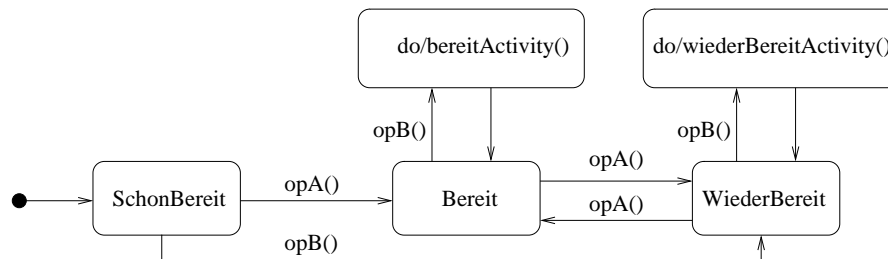 do/bereitActivity()
do/wiederBereitActivity()
opB()
opB()
opA()
opA()
SchonBereit
Bereit
WiederBereit
opA()
opB()